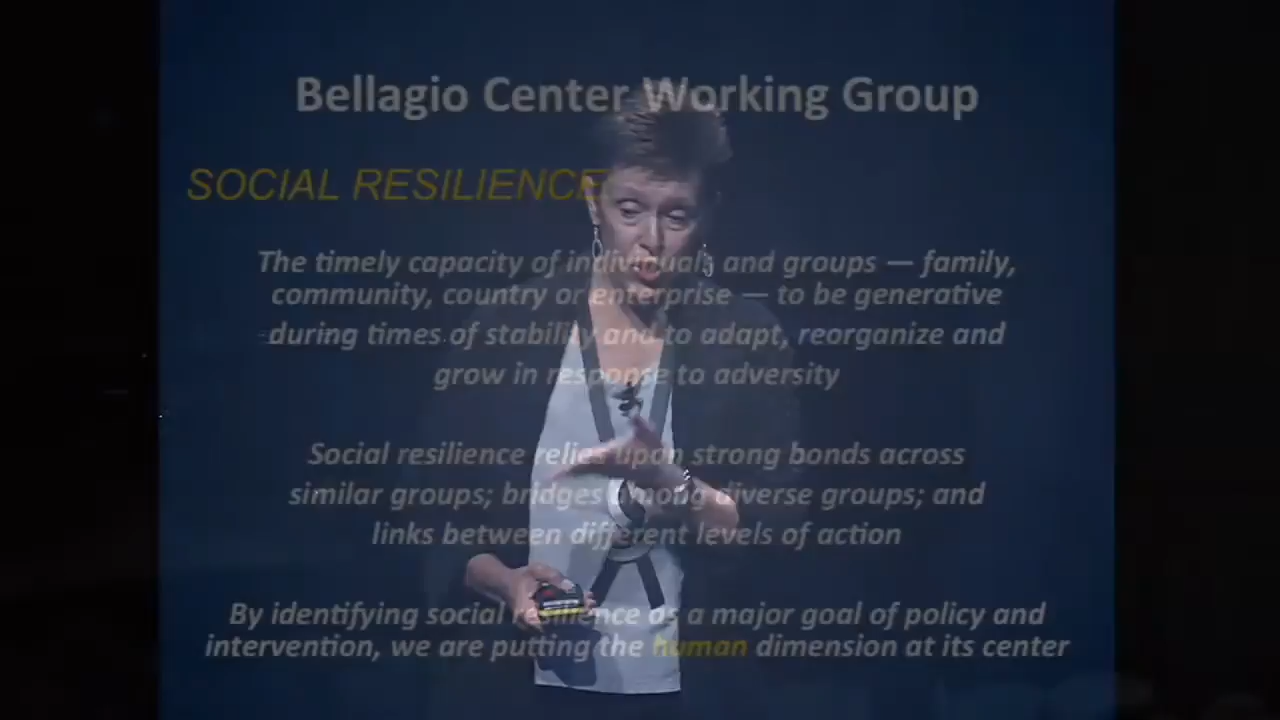 Bellagio Center Working Group
SOCIAL RESILIENCE
The timely capacity of individuals and groups — family,
community, country or enterprise — to be generative
during times of stability and to adapt, reorganize and
grow in response to adversity
Social resilience relies upon strong bonds across
similar groups; bridges among diverse groups; and
links between different levels of action
By identifying social resilience as a major goal of policy and
intervention, we are putting the human dimension at its center